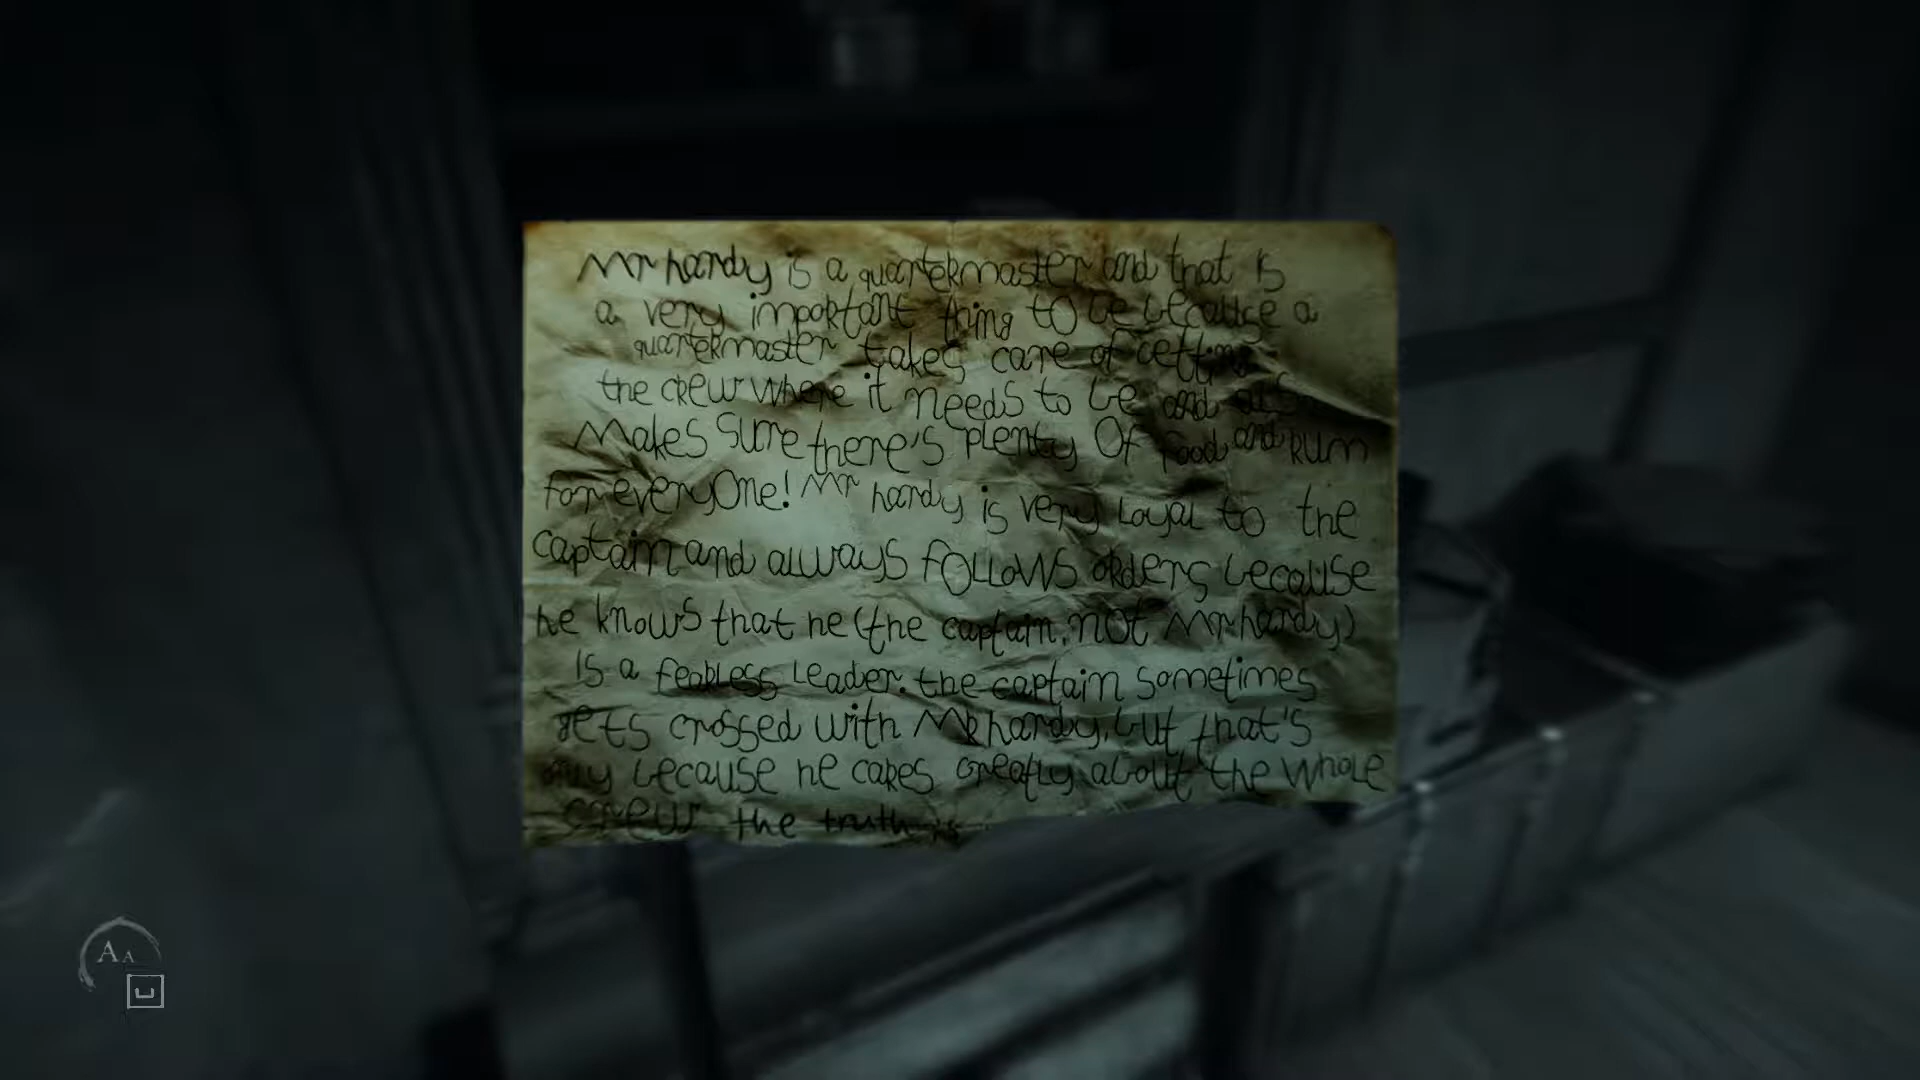 Mr hardy is a quartermaster and that is
a very important thing to be because a
quartermaster takes care of getting
the crew where it needs to be and
Makes sure there's plenty Of food and Rum
for everyOne! Mr hardy is very Loyal to the
captain and always FOLLOWS orders because
he knows that he (the captain, not Mr hardy)
is a fearless Leader. the captain sometimes
gets crossed with MR hardy, but that's
only because he cares greatly about the whole
crew the truth is
Aa